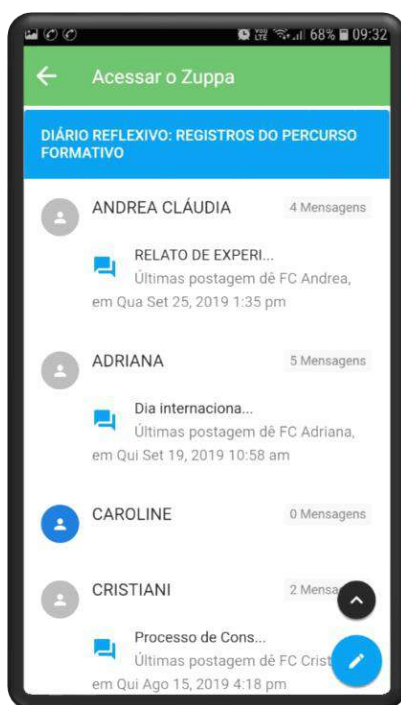 VoD LTE 68% 09:32
Acessar o Zuppa
DIÁRIO REFLEXIVO: REGISTROS DO PERCURSO
FORMATIVO
ANDREA CLÁUDIA 4 Mensagens
RELATO DE EXPERI...
Últimas postagem dê FC Andrea,
em Qua Set 25, 2019 1:35 pm
ADRIANA 5 Mensagens
Dia internaciona...
Últimas postagem dê FC Adriana,
em Qui Set 19, 2019 10:58 am
CAROLINE 0 Mensagens
CRISTIANI 2 Mensa
Processo de Cons...
Últimas postagem dê FC Crist
em Qui Ago 15, 2019 4:18 pm